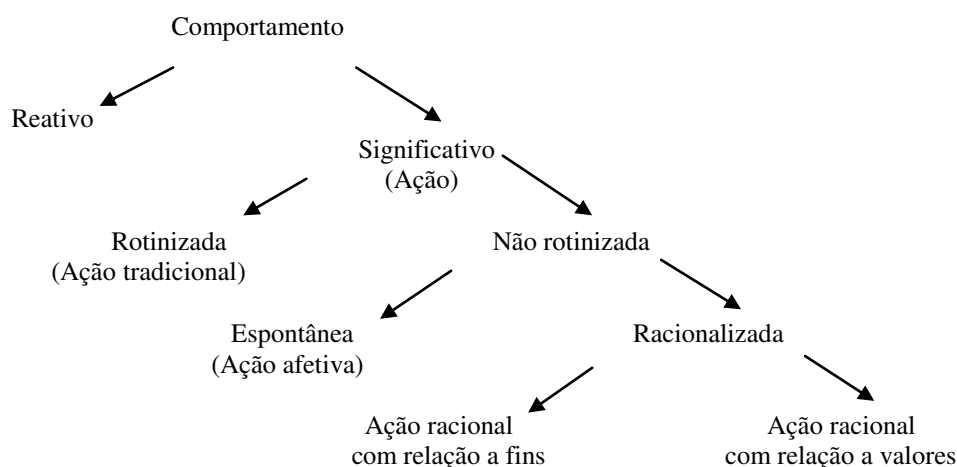 Comportamento
Reativo
Significativo
(Ação)
Rotinizada
(Ação tradicional)
Não rotinizada
Espontânea
(Ação afetiva)
Racionalizada
Ação racional
com relação a fins
Ação racional
com relação a valores